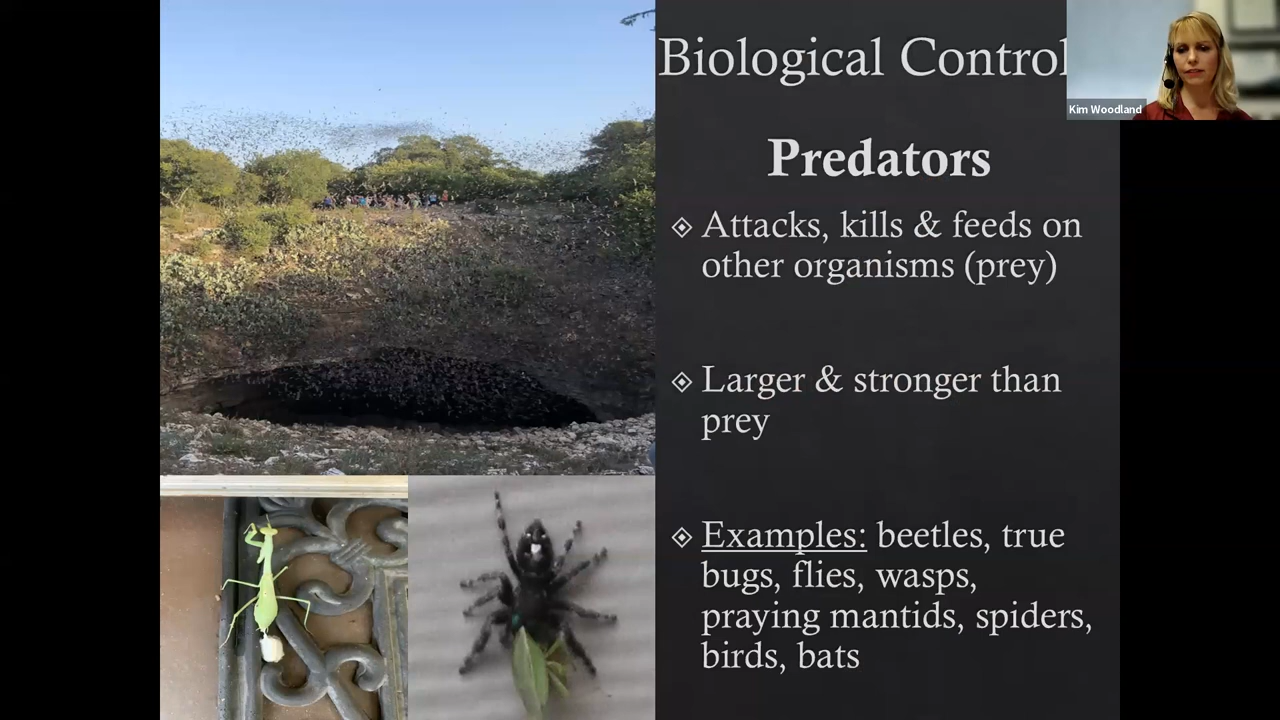 Biological Control
Kim Woodland
Predators
Attacks, kills & feeds on
other organisms (prey)
Larger & stronger than
prey
Examples: beetles, true
bugs, flies, wasps,
praying mantids, spiders,
birds, bats